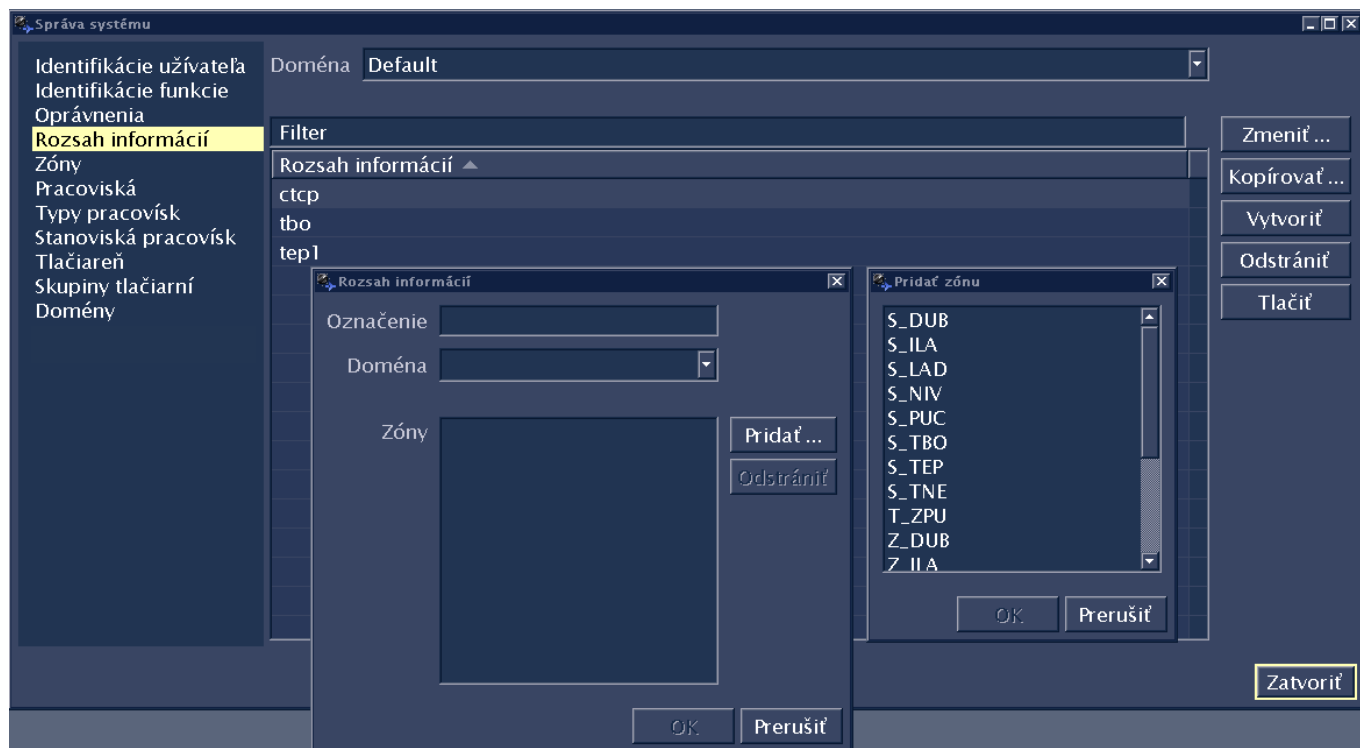 Správa systému
Identifikácie užívateľa
Identifikácie funkcie
Oprávnenia
Rozsah informácií
Zóny
Pracoviská
Typy pracovísk
Stanoviská pracovísk
Tlačiareň
Skupiny tlačiarní
Domény
Doména Default
Filter
Rozsah informácií
ctcp
tbo
tep1
Zmeniť ...
Kopírovať ...
Vytvoriť
Odstrániť
Tlačiť
Rozsah informácií
Označenie
Doména
Zóny
Pridať ...
Odstrániť
OK Prerušiť
Pridať zónu
S_DUB
S_ILA
S_LAD
S_NIV
S_PUC
S_TBO
S_TEP
S_TNE
T_ZPU
Z_DUB
Z_ILA
OK Prerušiť
Zatvoriť